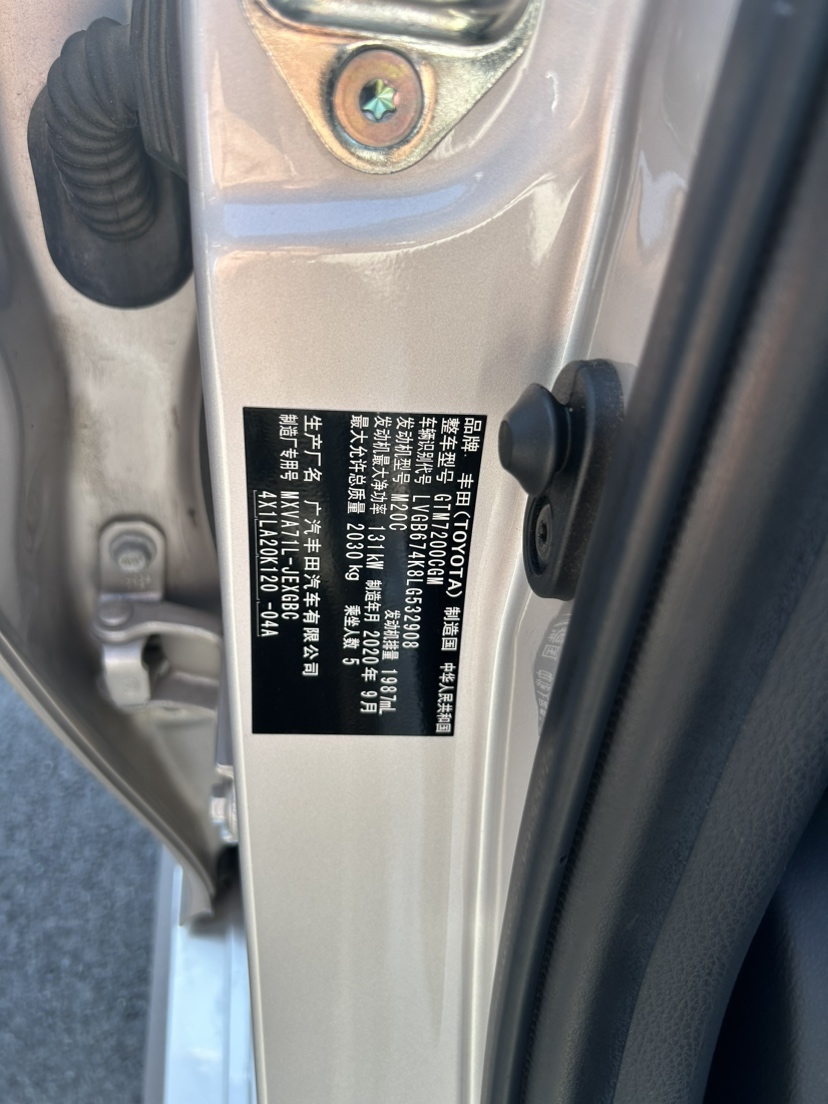 品牌 丰田(TOYOTA) 制造国 中华人民共和国
整车型号 GTM7200CGM
车辆识别代号 LVGB674K8LG532908
发动机型号 M20C 发动机排量 1987mL
发动机最大净功率 131kW 制造年月 2020年 9月
最大允许总质量 2030kg 乘坐人数 5
生产厂名 广汽丰田汽车有限公司
制造厂专用号 MXVA71L-JEXGBC
4X1LA20K120 -04A